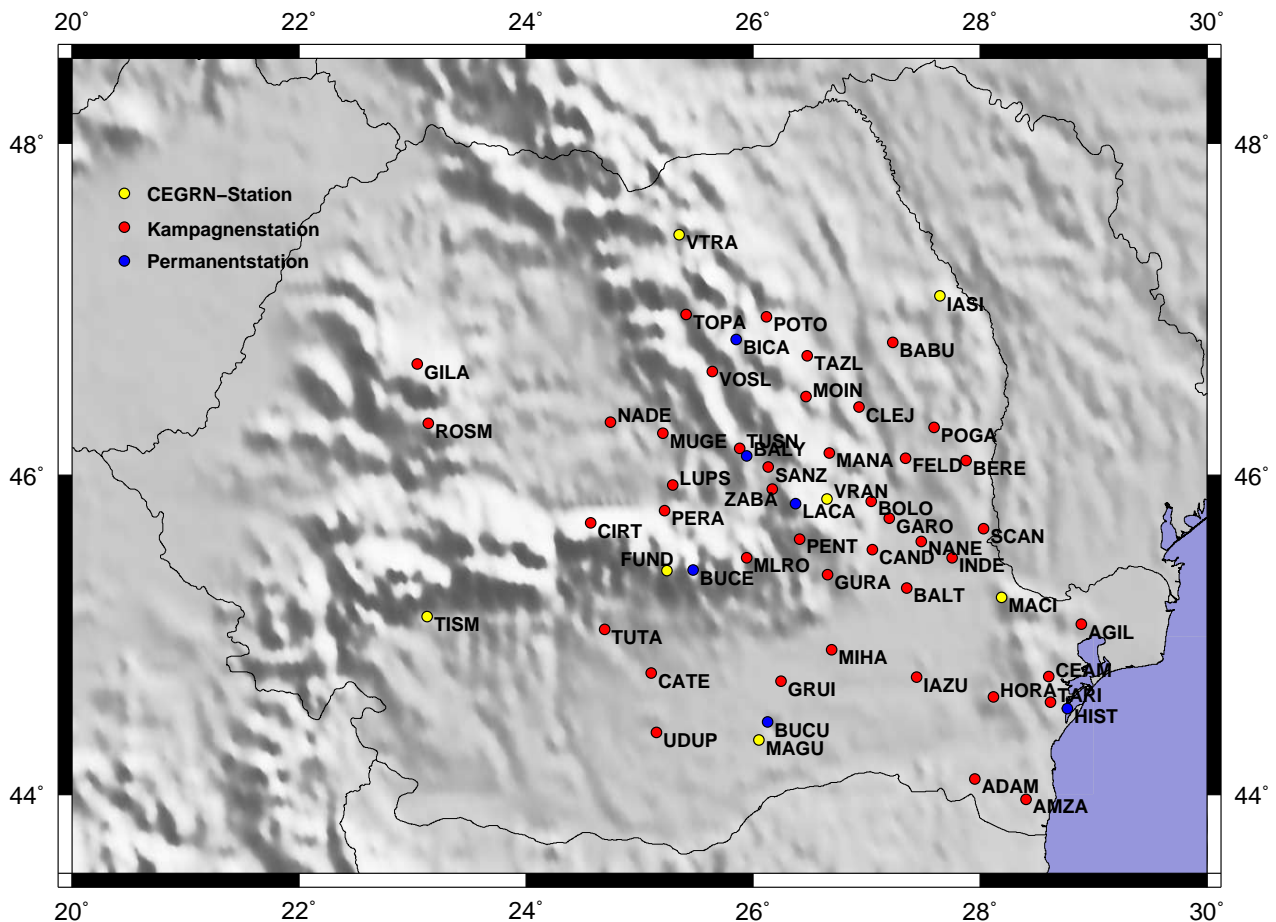 20° 22° 24° 26° 28° 30°
48° 48°
CEGRN–Station
Kampagnenstation
Permanentstation
VTRA
IASI
TOPA
POTO
BICA
BABU
TAZL
GILA
VOSL
MOIN
CLEJ
NADE
ROSM
POGA
MUGE
TUSN
BALY
MANA
FELD
BERE
46° 46°
SANZ
LUPS
ZABA
VRAN
LACA
BOLO
PERA
GARO
CIRT
SCAN
PENT
NANE
CAND
FUND
MLRO
INDE
BUCE
GURA
BALT
MACI
TISM
AGIL
TUTA
MIHA
CATE
CEAM
GRUI
IAZU
HORA
TARI
HIST
BUCU
UDUP
MAGU
44° 44°
ADAM
AMZA
20° 22° 24° 26° 28° 30°